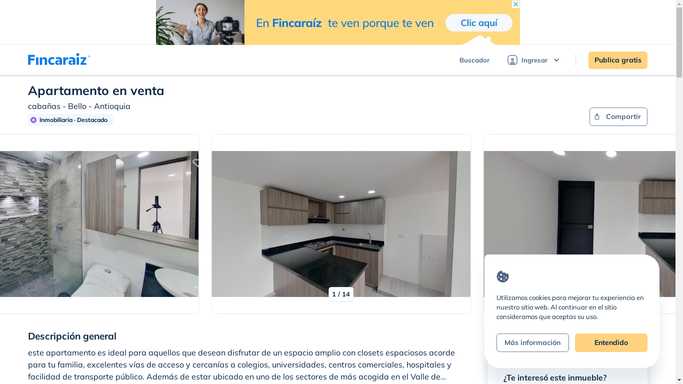 En Fincaraíz te ven porque te ven
Clic aquí
Fincaraiz
Buscador
Ingresar
Publica gratis
Apartamento en venta
cabañas - Bello - Antioquia
Inmobiliaria - Destacado
Compartir
1 / 14
Utilizamos cookies para mejorar tu experiencia en
nuestro sitio web. Al continuar en el sitio
consideramos que aceptas su uso.
Más información
Entendido
Descripción general
este apartamento es ideal para aquellos que desean disfrutar de un espacio amplio con closets espaciosos acorde
para tu familia, excelentes vías de acceso y cercanías a colegios, universidades, centros comerciales, hospitales y
facilidad de transporte público. Además de estar ubicado en uno de los sectores de más acogida en el Valle de...
¿Te interesó este inmueble?